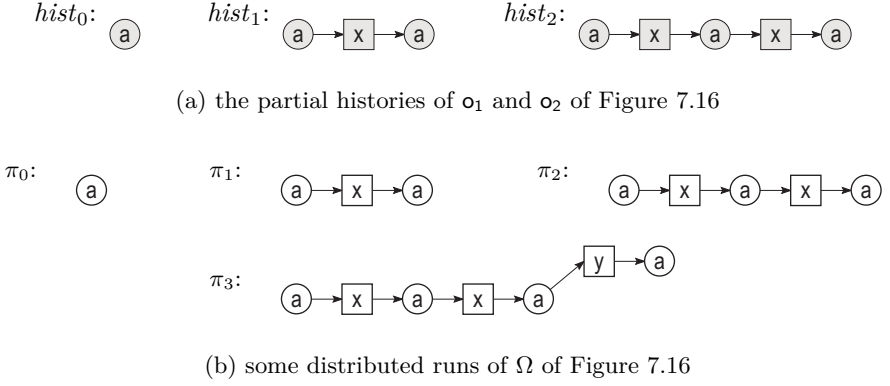 hist₀: a hist₁: a x a hist₂: a x a x a
(a) the partial histories of o₁ and o₂ of Figure 7.16
π₀: a π₁: a x a π₂: a x a x a
y a
π₃: a x a x a
(b) some distributed runs of Ω of Figure 7.16